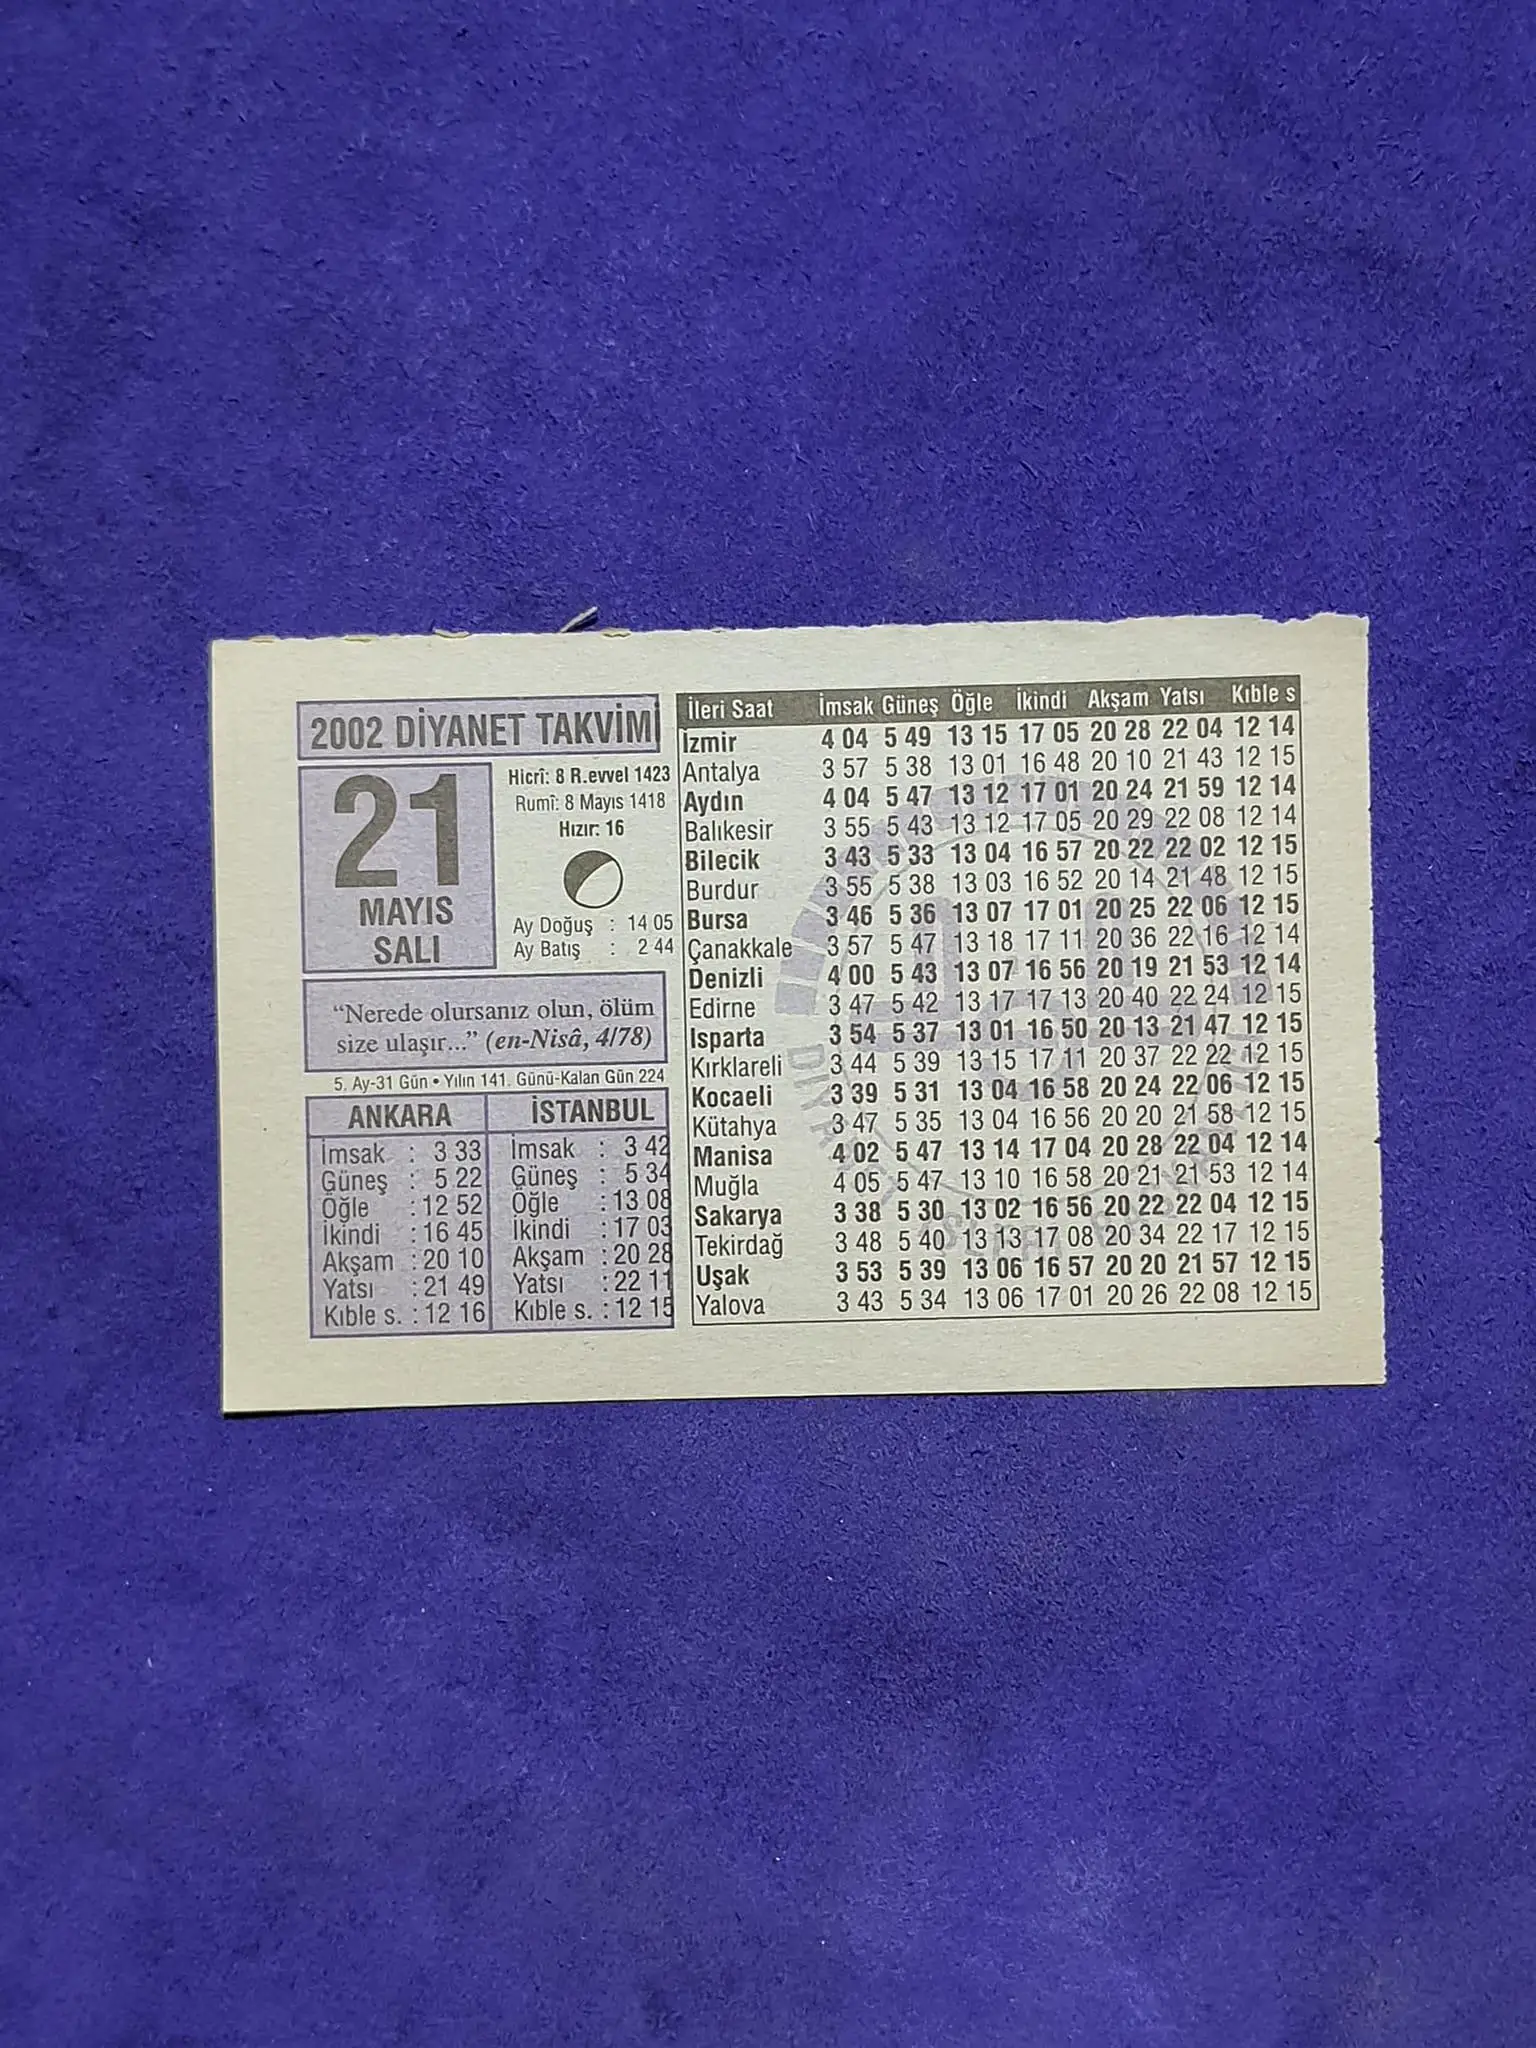 2002 DİYANET TAKVİMİ
21
MAYIS
SALI
Hicrî: 8 R.evvel 1423
Rumî: 8 Mayıs 1418
Hızır: 16
Ay Doğuş : 14 05
Ay Batış : 2 44
“Nerede olursanız olun, ölüm
size ulaşır...” (en-Nisâ, 4/78)
5. Ay-31 Gün • Yılın 141. Günü-Kalan Gün 224
ANKARA
İmsak : 3 33
Güneş : 5 22
Öğle : 12 52
İkindi : 16 45
Akşam : 20 10
Yatsı : 21 49
Kıble s. : 12 16
İSTANBUL
İmsak : 3 42
Güneş : 5 34
Öğle : 13 08
İkindi : 17 03
Akşam : 20 28
Yatsı : 22 11
Kıble s. : 12 15
İleri Saat İmsak Güneş Öğle İkindi Akşam Yatsı Kıble s
İzmir 4 04 5 49 13 15 17 05 20 28 22 04 12 14
Antalya 3 57 5 38 13 01 16 48 20 10 21 43 12 15
Aydın 4 04 5 47 13 12 17 01 20 24 21 59 12 14
Balıkesir 3 55 5 43 13 12 17 05 20 29 22 08 12 14
Bilecik 3 43 5 33 13 04 16 57 20 22 22 02 12 15
Burdur 3 55 5 38 13 03 16 52 20 14 21 48 12 15
Bursa 3 46 5 36 13 07 17 01 20 25 22 06 12 15
Çanakkale 3 57 5 47 13 18 17 11 20 36 22 16 12 14
Denizli 4 00 5 43 13 07 16 56 20 19 21 53 12 14
Edirne 3 47 5 42 13 17 17 13 20 40 22 24 12 15
Isparta 3 54 5 37 13 01 16 50 20 13 21 47 12 15
Kırklareli 3 44 5 39 13 15 17 11 20 37 22 22 12 15
Kocaeli 3 39 5 31 13 04 16 58 20 24 22 06 12 15
Kütahya 3 47 5 35 13 04 16 56 20 20 21 58 12 15
Manisa 4 02 5 47 13 14 17 04 20 28 22 04 12 14
Muğla 4 05 5 47 13 10 16 58 20 21 21 53 12 14
Sakarya 3 38 5 30 13 02 16 56 20 22 22 04 12 15
Tekirdağ 3 48 5 40 13 13 17 08 20 34 22 17 12 15
Uşak 3 53 5 39 13 06 16 57 20 20 21 57 12 15
Yalova 3 43 5 34 13 06 17 01 20 26 22 08 12 15